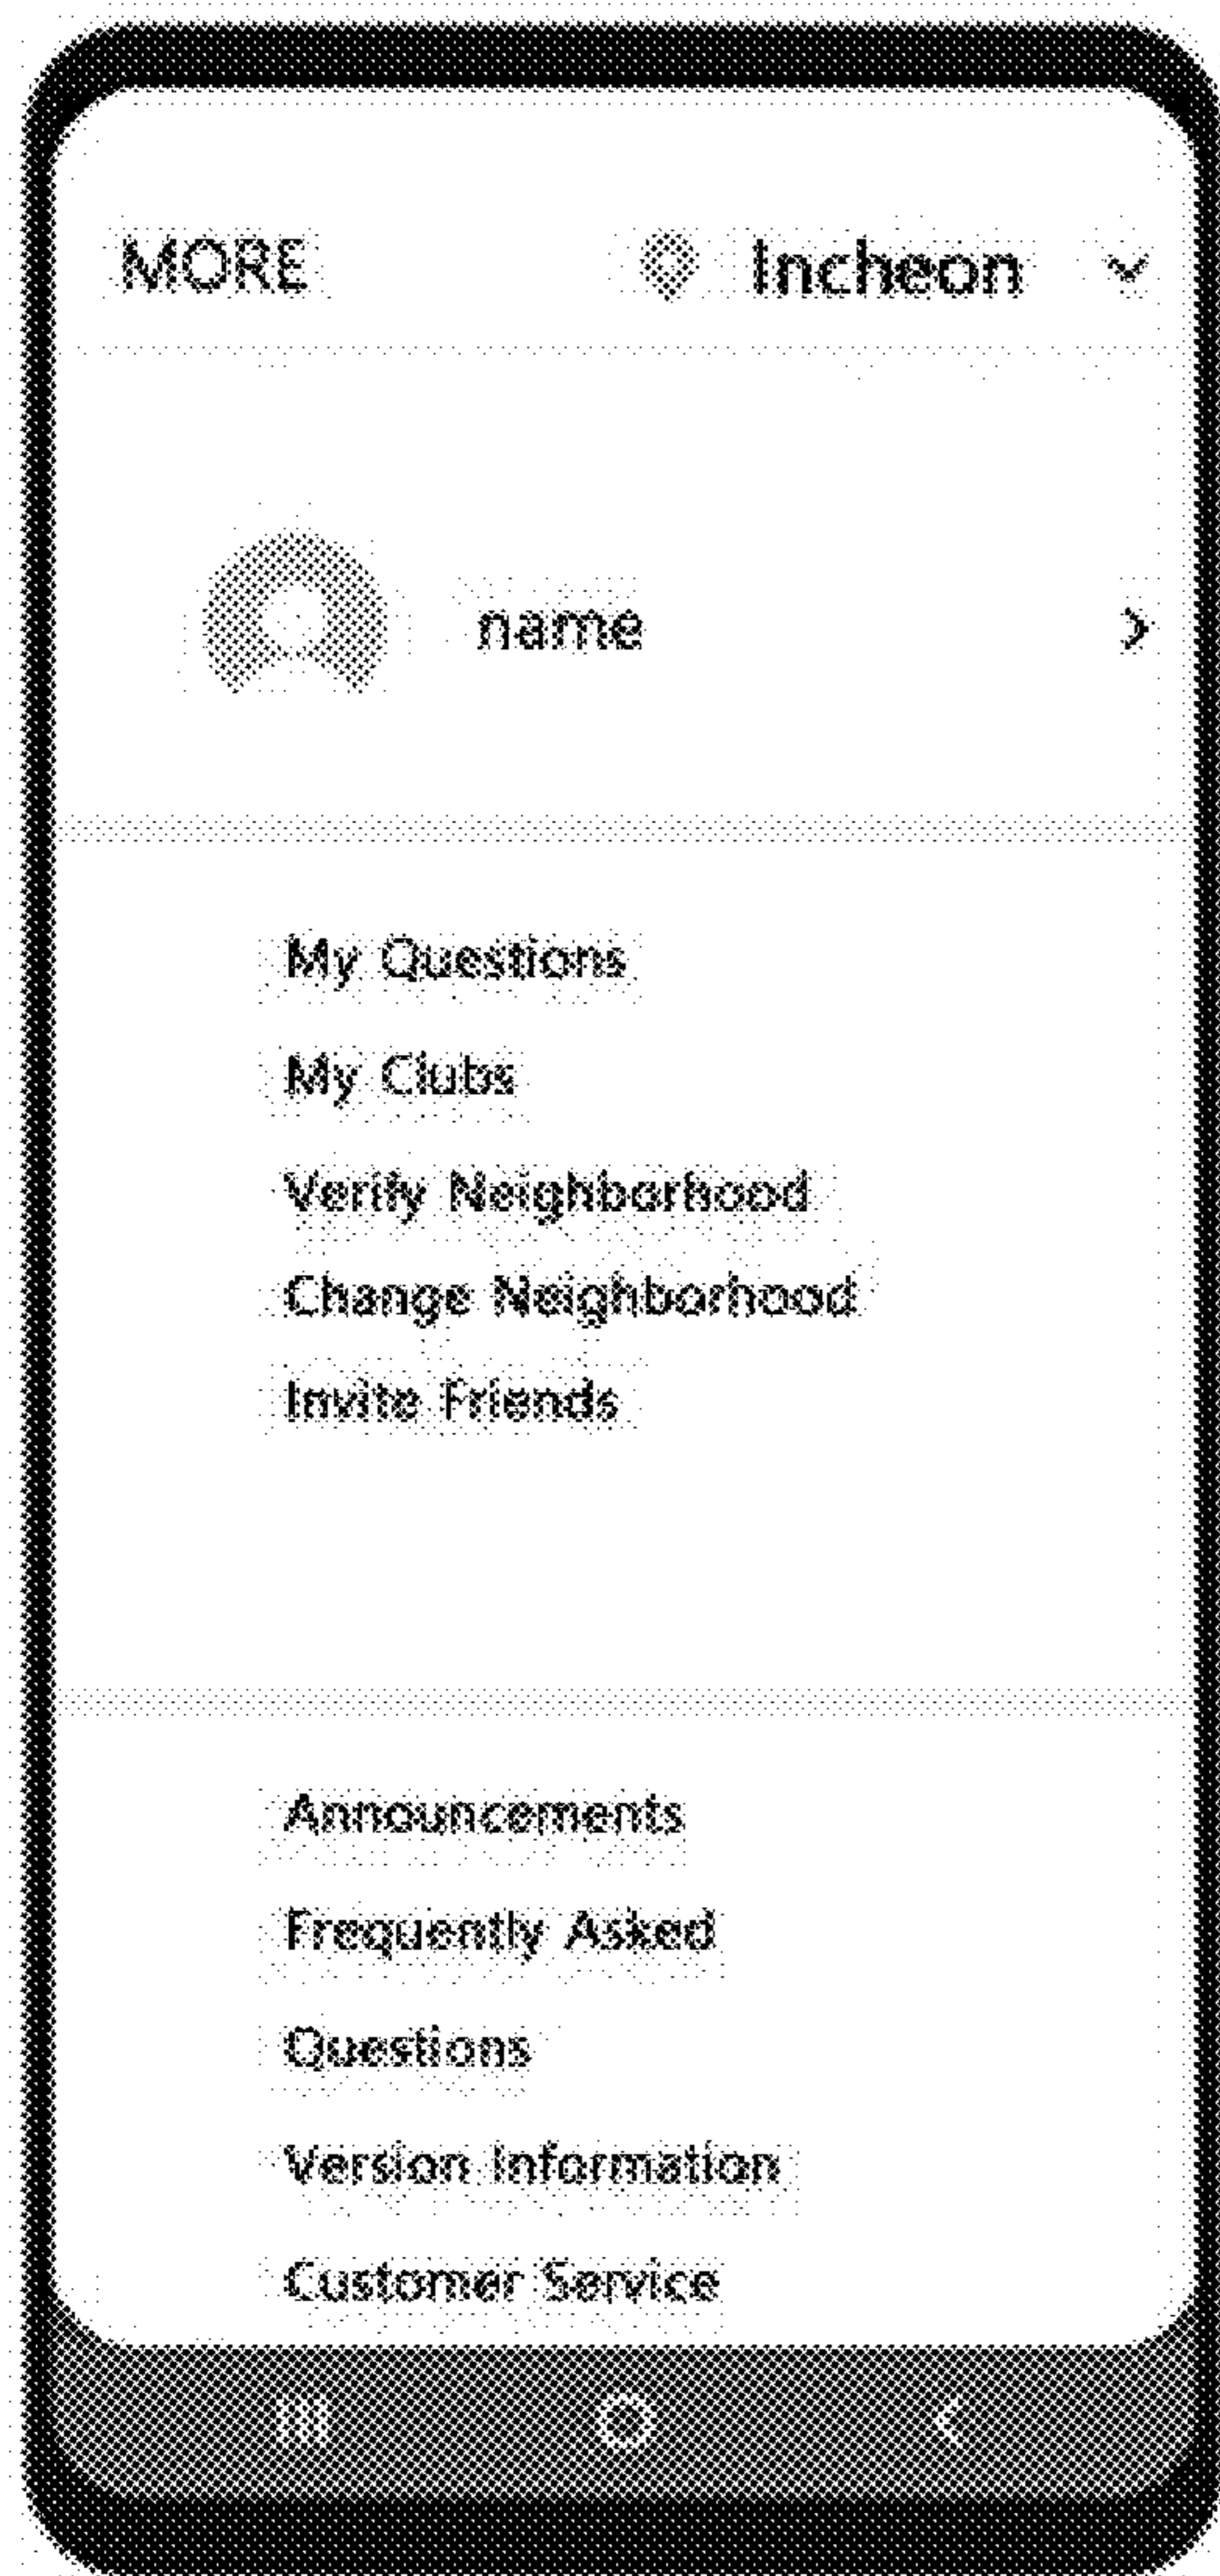 MORE Incheon
name
My Questions
My Clubs
Verify Neighborhood
Change Neighborhood
Invite Friends
Announcements
Frequently Asked
Questions
Version Information
Customer Service